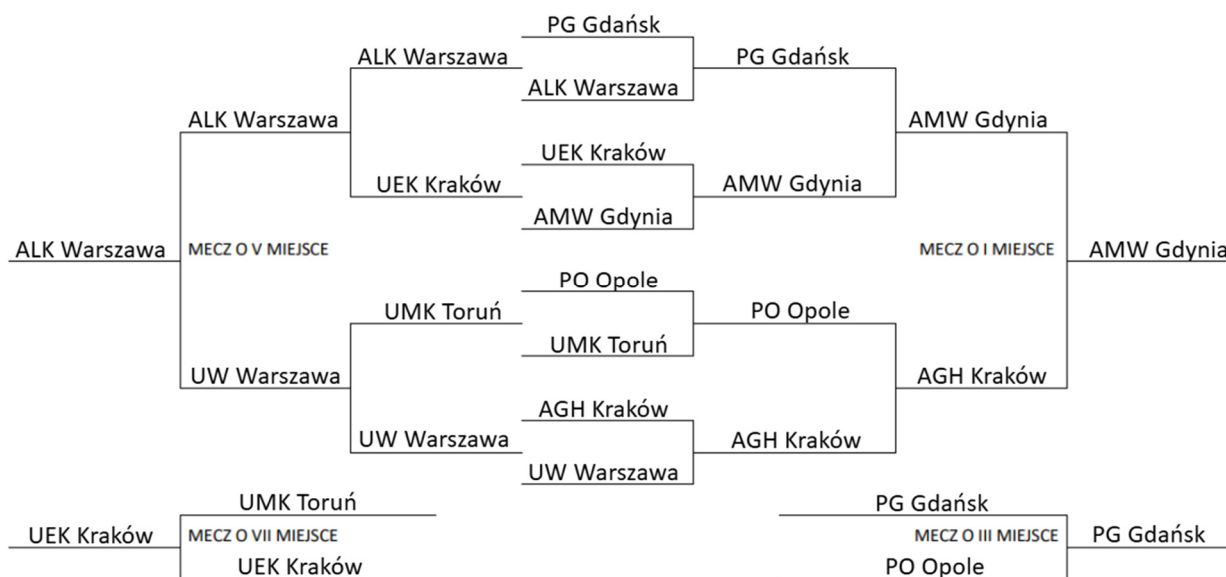 PG Gdańsk
ALK Warszawa
PG Gdańsk
ALK Warszawa
ALK Warszawa
AMW Gdynia
UEK Kraków
UEK Kraków
AMW Gdynia
AMW Gdynia
ALK Warszawa
MECZ O V MIEJSCE
MECZ O I MIEJSCE
AMW Gdynia
PO Opole
UMK Toruń
PO Opole
UMK Toruń
UW Warszawa
AGH Kraków
AGH Kraków
UW Warszawa
AGH Kraków
UW Warszawa
UMK Toruń
PG Gdańsk
UEK Kraków
MECZ O VII MIEJSCE
MECZ O III MIEJSCE
PG Gdańsk
UEK Kraków
PO Opole